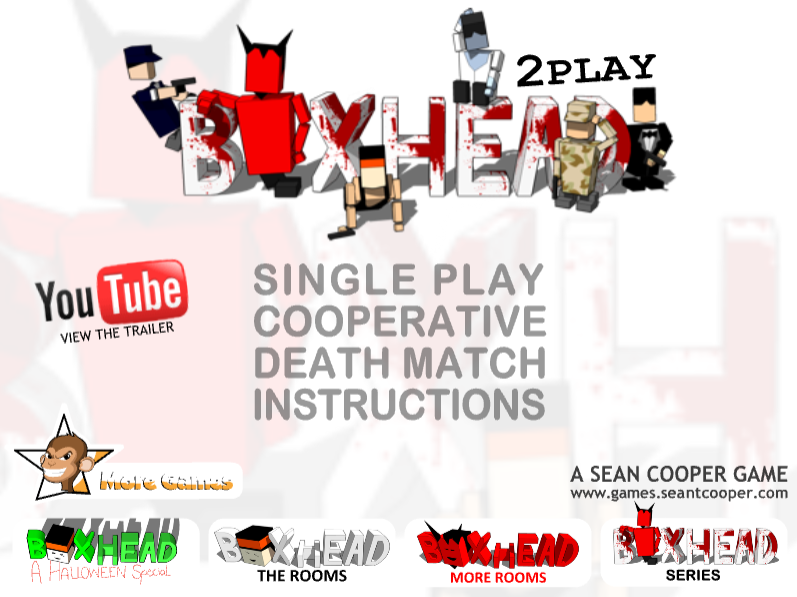 BOXHEAD
2PLAY
YouTube
VIEW THE TRAILER
SINGLE PLAY
COOPERATIVE
DEATH MATCH
INSTRUCTIONS
More Games
A SEAN COOPER GAME
www.games.seantcooper.com
BOXHEAD
A HALLOWEEN Special
BOXHEAD
THE ROOMS
BOXHEAD
MORE ROOMS
BOXHEAD
SERIES